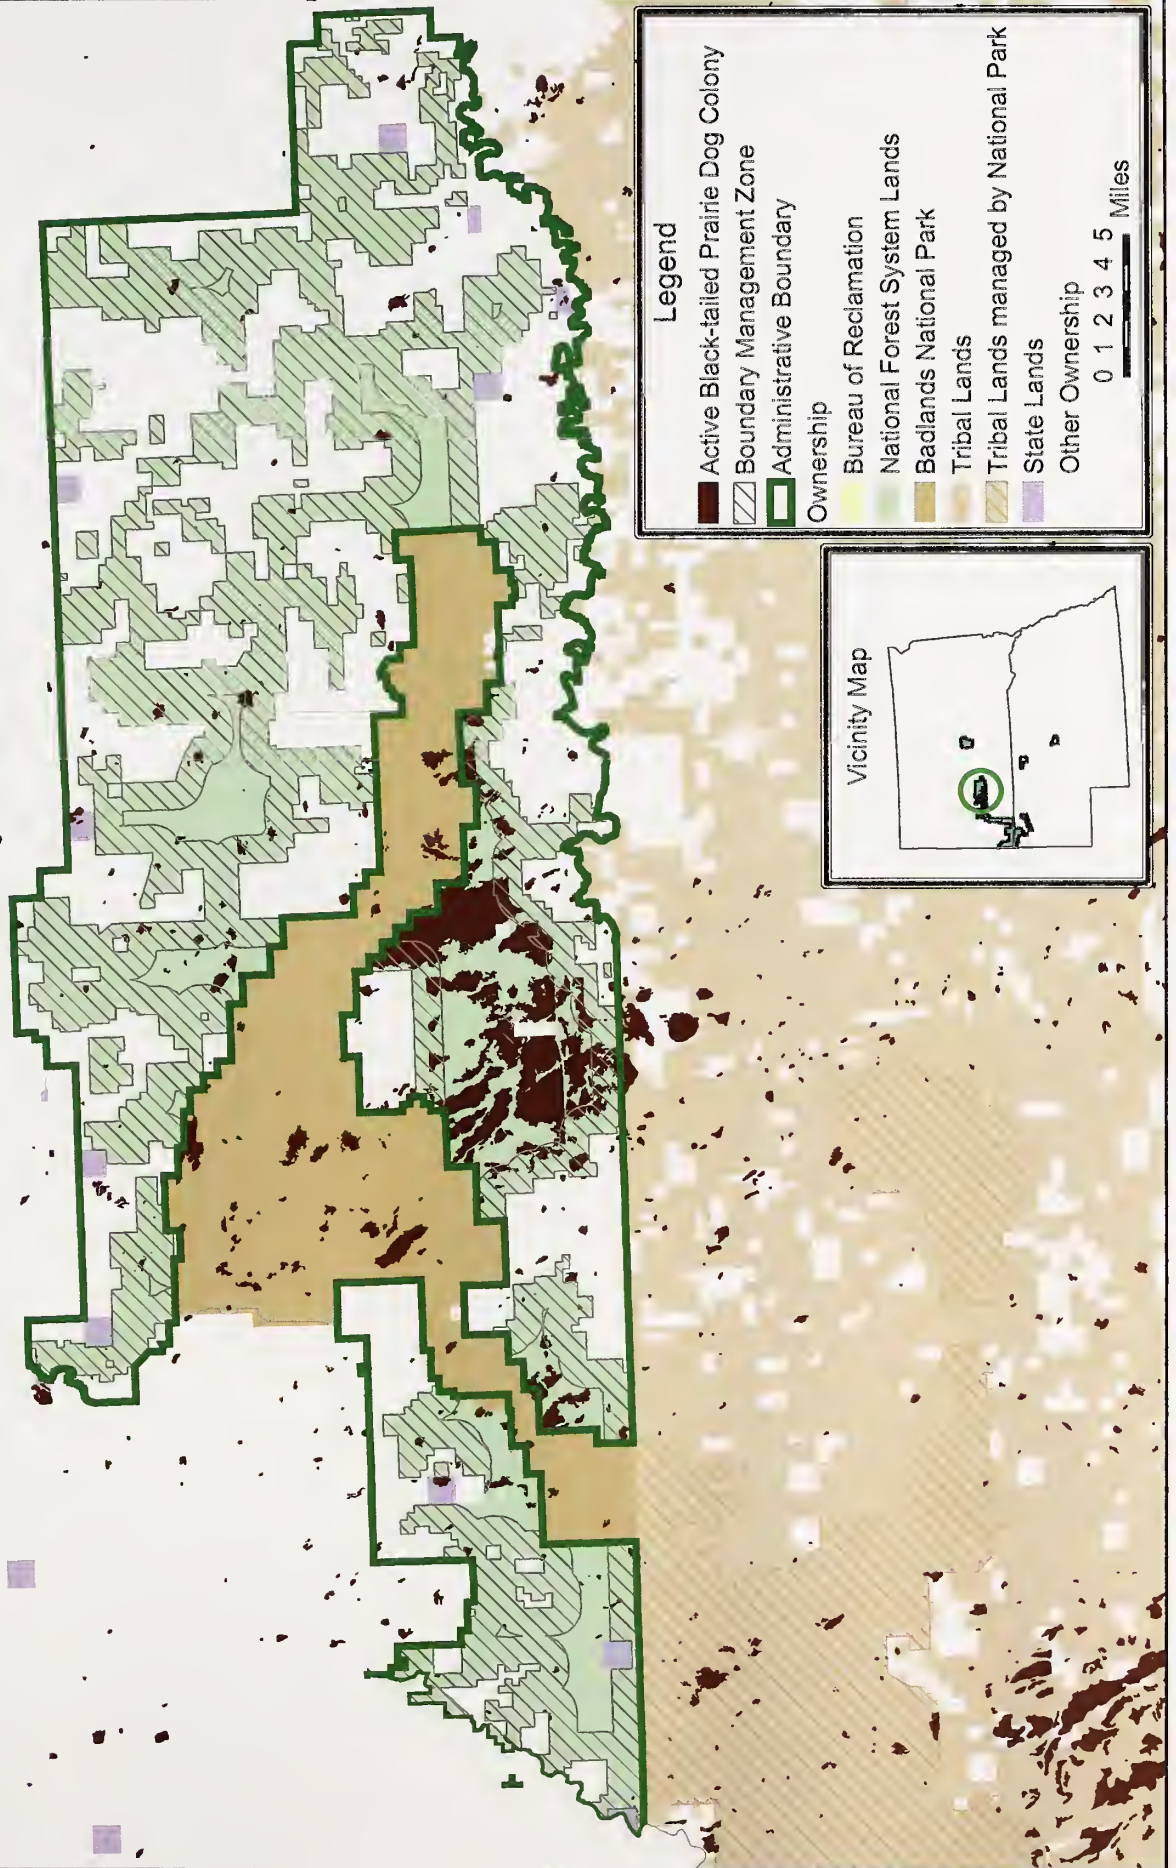 Legend
Active Black-tailed Prairie Dog Colony
Boundary Management Zone
Administrative Boundary
Ownership
Bureau of Reclamation
National Forest System Lands
Badlands National Park
Tribal Lands
Tribal Lands managed by National Park
State Lands
Other Ownership
0 1 2 3 4 5
Miles
Vicinity Map